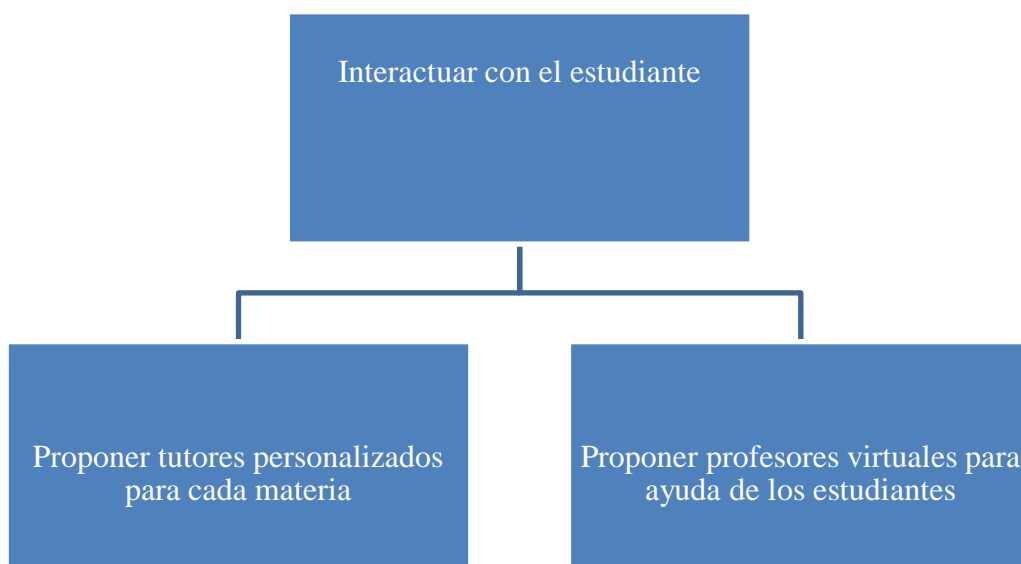 Interactuar con el estudiante
Proponer tutores personalizados
para cada materia
Proponer profesores virtuales para
ayuda de los estudiantes